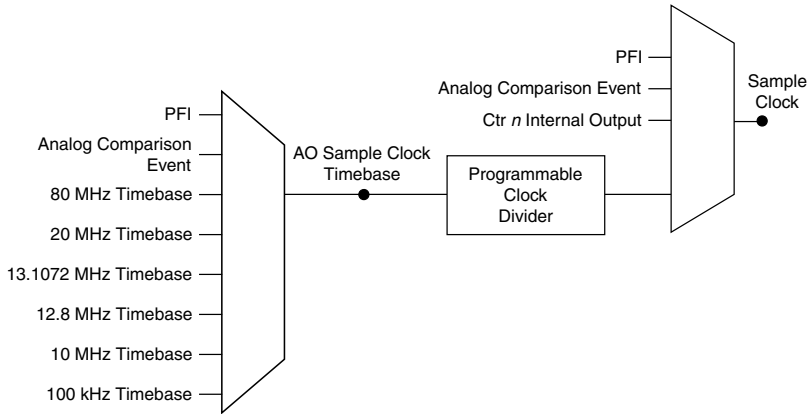 PFI
Analog Comparison Event
Ctr n Internal Output
Sample
Clock
PFI
Analog Comparison
Event
80 MHz Timebase
20 MHz Timebase
13.1072 MHz Timebase
12.8 MHz Timebase
10 MHz Timebase
100 kHz Timebase
AO Sample Clock
Timebase
Programmable
Clock
Divider